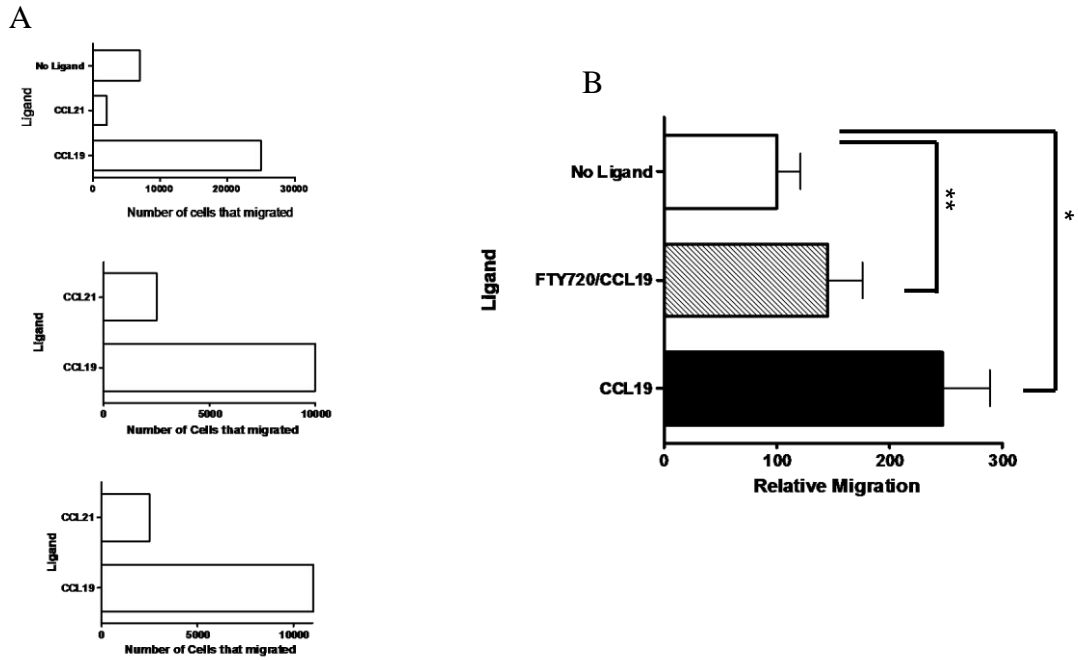 A
No Ligand
CCL21
CCL19
Ligand
0 10000 20000 30000
Number of cells that migrated
CCL21
CCL19
Ligand
0 5000 10000
Number of Cells that migrated
CCL21
CCL19
Ligand
0 5000 10000
Number of Cells that migrated
B
No Ligand
FTY720/CCL19
CCL19
Ligand
**
*
0 100 200 300
Relative Migration